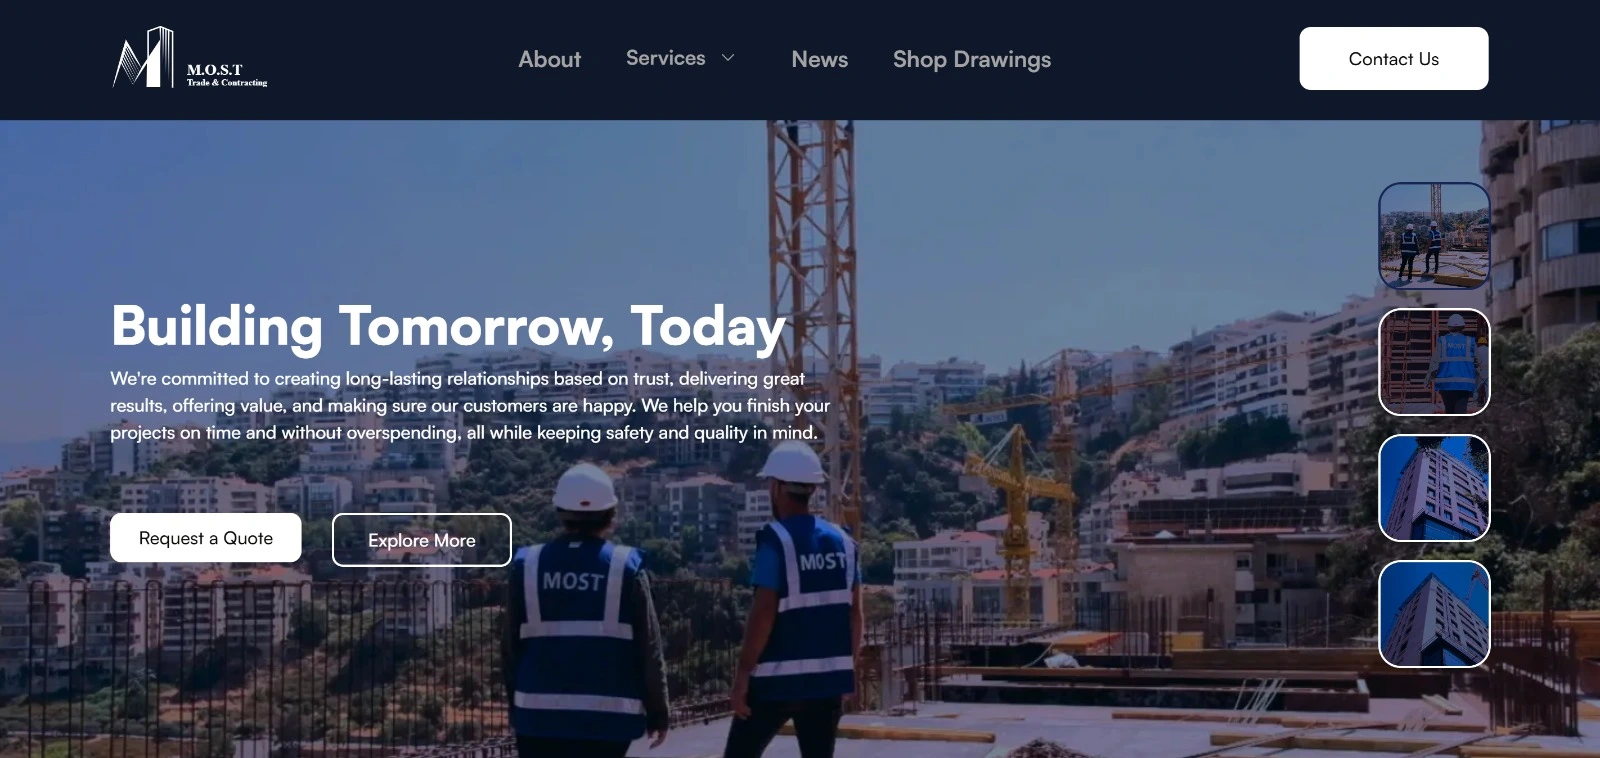 M.O.S.T
Trade & Contracting
About
Services
News
Shop Drawings
Contact Us
Building Tomorrow, Today
We're committed to creating long-lasting relationships based on trust, delivering great
results, offering value, and making sure our customers are happy. We help you finish your
projects on time and without overspending, all while keeping safety and quality in mind.
Request a Quote
Explore More
MOST
MOST
MOST